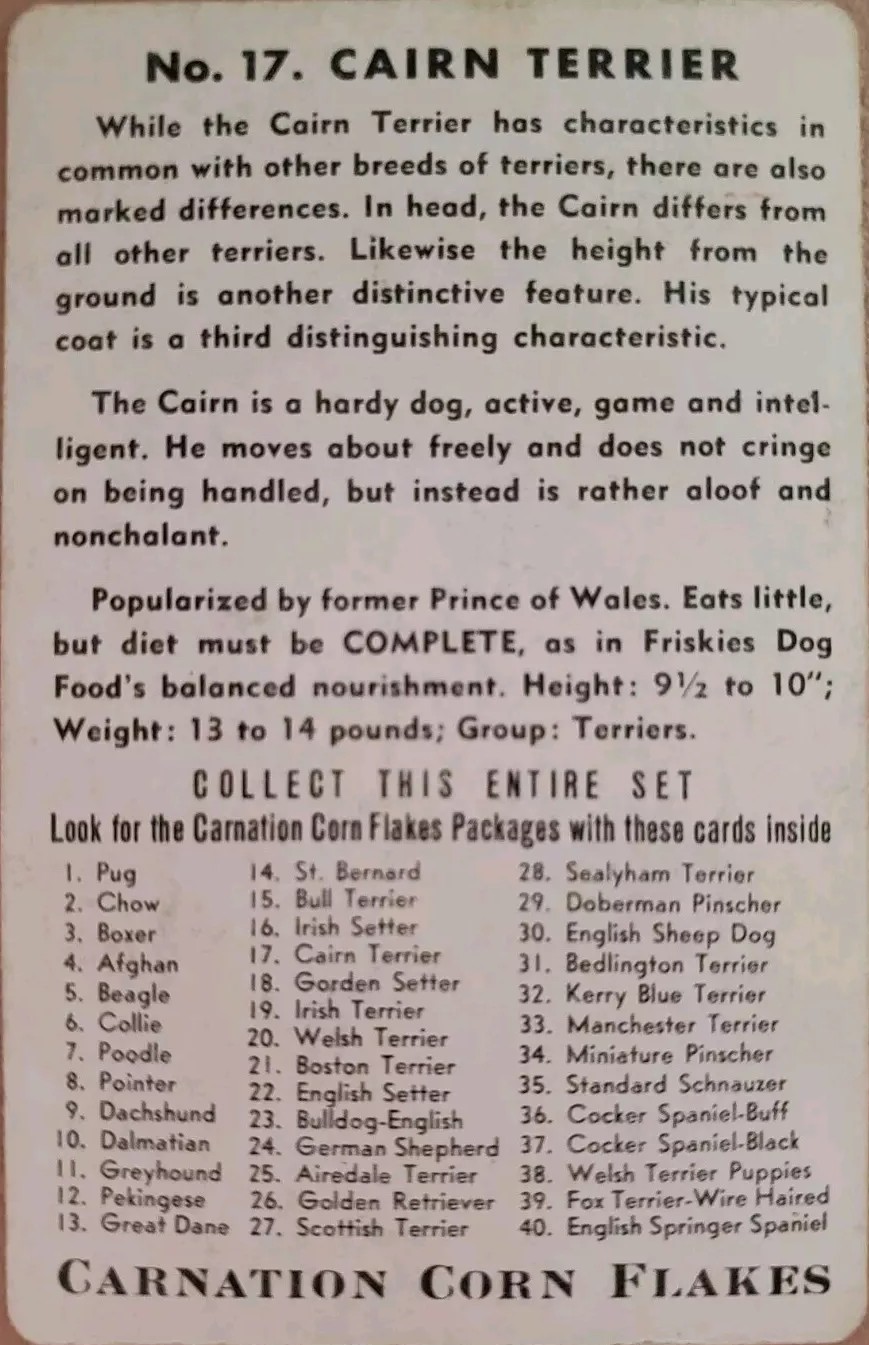 No. 17. CAIRN TERRIER
While the Cairn Terrier has characteristics in
common with other breeds of terriers, there are also
marked differences. In head, the Cairn differs from
all other terriers. Likewise the height from the
ground is another distinctive feature. His typical
coat is a third distinguishing characteristic.
The Cairn is a hardy dog, active, game and intel-
ligent. He moves about freely and does not cringe
on being handled, but instead is rather aloof and
nonchalant.
Popularized by former Prince of Wales. Eats little,
but diet must be COMPLETE, as in Friskies Dog
Food's balanced nourishment. Height: 9½ to 10";
Weight: 13 to 14 pounds; Group: Terriers.
COLLECT THIS ENTIRE SET
Look for the Carnation Corn Flakes Packages with these cards inside
1. Pug
2. Chow
3. Boxer
4. Afghan
5. Beagle
6. Collie
7. Poodle
8. Pointer
9. Dachshund
10. Dalmatian
11. Greyhound
12. Pekingese
13. Great Dane
14. St. Bernard
15. Bull Terrier
16. Irish Setter
17. Cairn Terrier
18. Gorden Setter
19. Irish Terrier
20. Welsh Terrier
21. Boston Terrier
22. English Setter
23. Bulldog-English
24. German Shepherd
25. Airedale Terrier
26. Golden Retriever
27. Scottish Terrier
28. Sealyham Terrier
29. Doberman Pinscher
30. English Sheep Dog
31. Bedlington Terrier
32. Kerry Blue Terrier
33. Manchester Terrier
34. Miniature Pinscher
35. Standard Schnauzer
36. Cocker Spaniel-Buff
37. Cocker Spaniel-Black
38. Welsh Terrier Puppies
39. Fox Terrier-Wire Haired
40. English Springer Spaniel
CARNATION CORN FLAKES